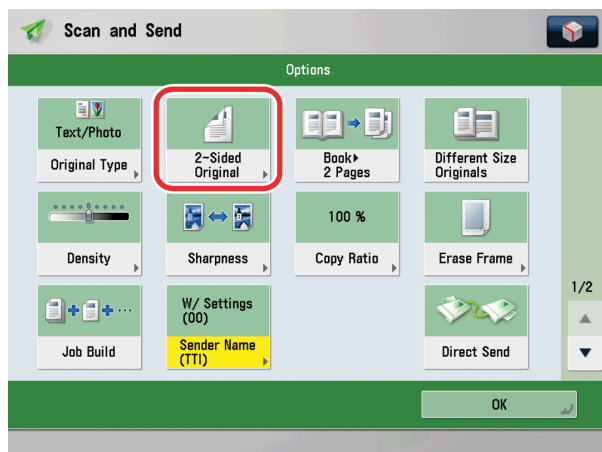 Scan and Send
Options
Text/Photo
Original Type
2-Sided
Original
Book▸
2 Pages
Different Size
Originals
Density
Sharpness
100 %
Copy Ratio
Erase Frame
1/2
Job Build
W/ Settings
(00)
Sender Name
(TTI)
Direct Send
OK